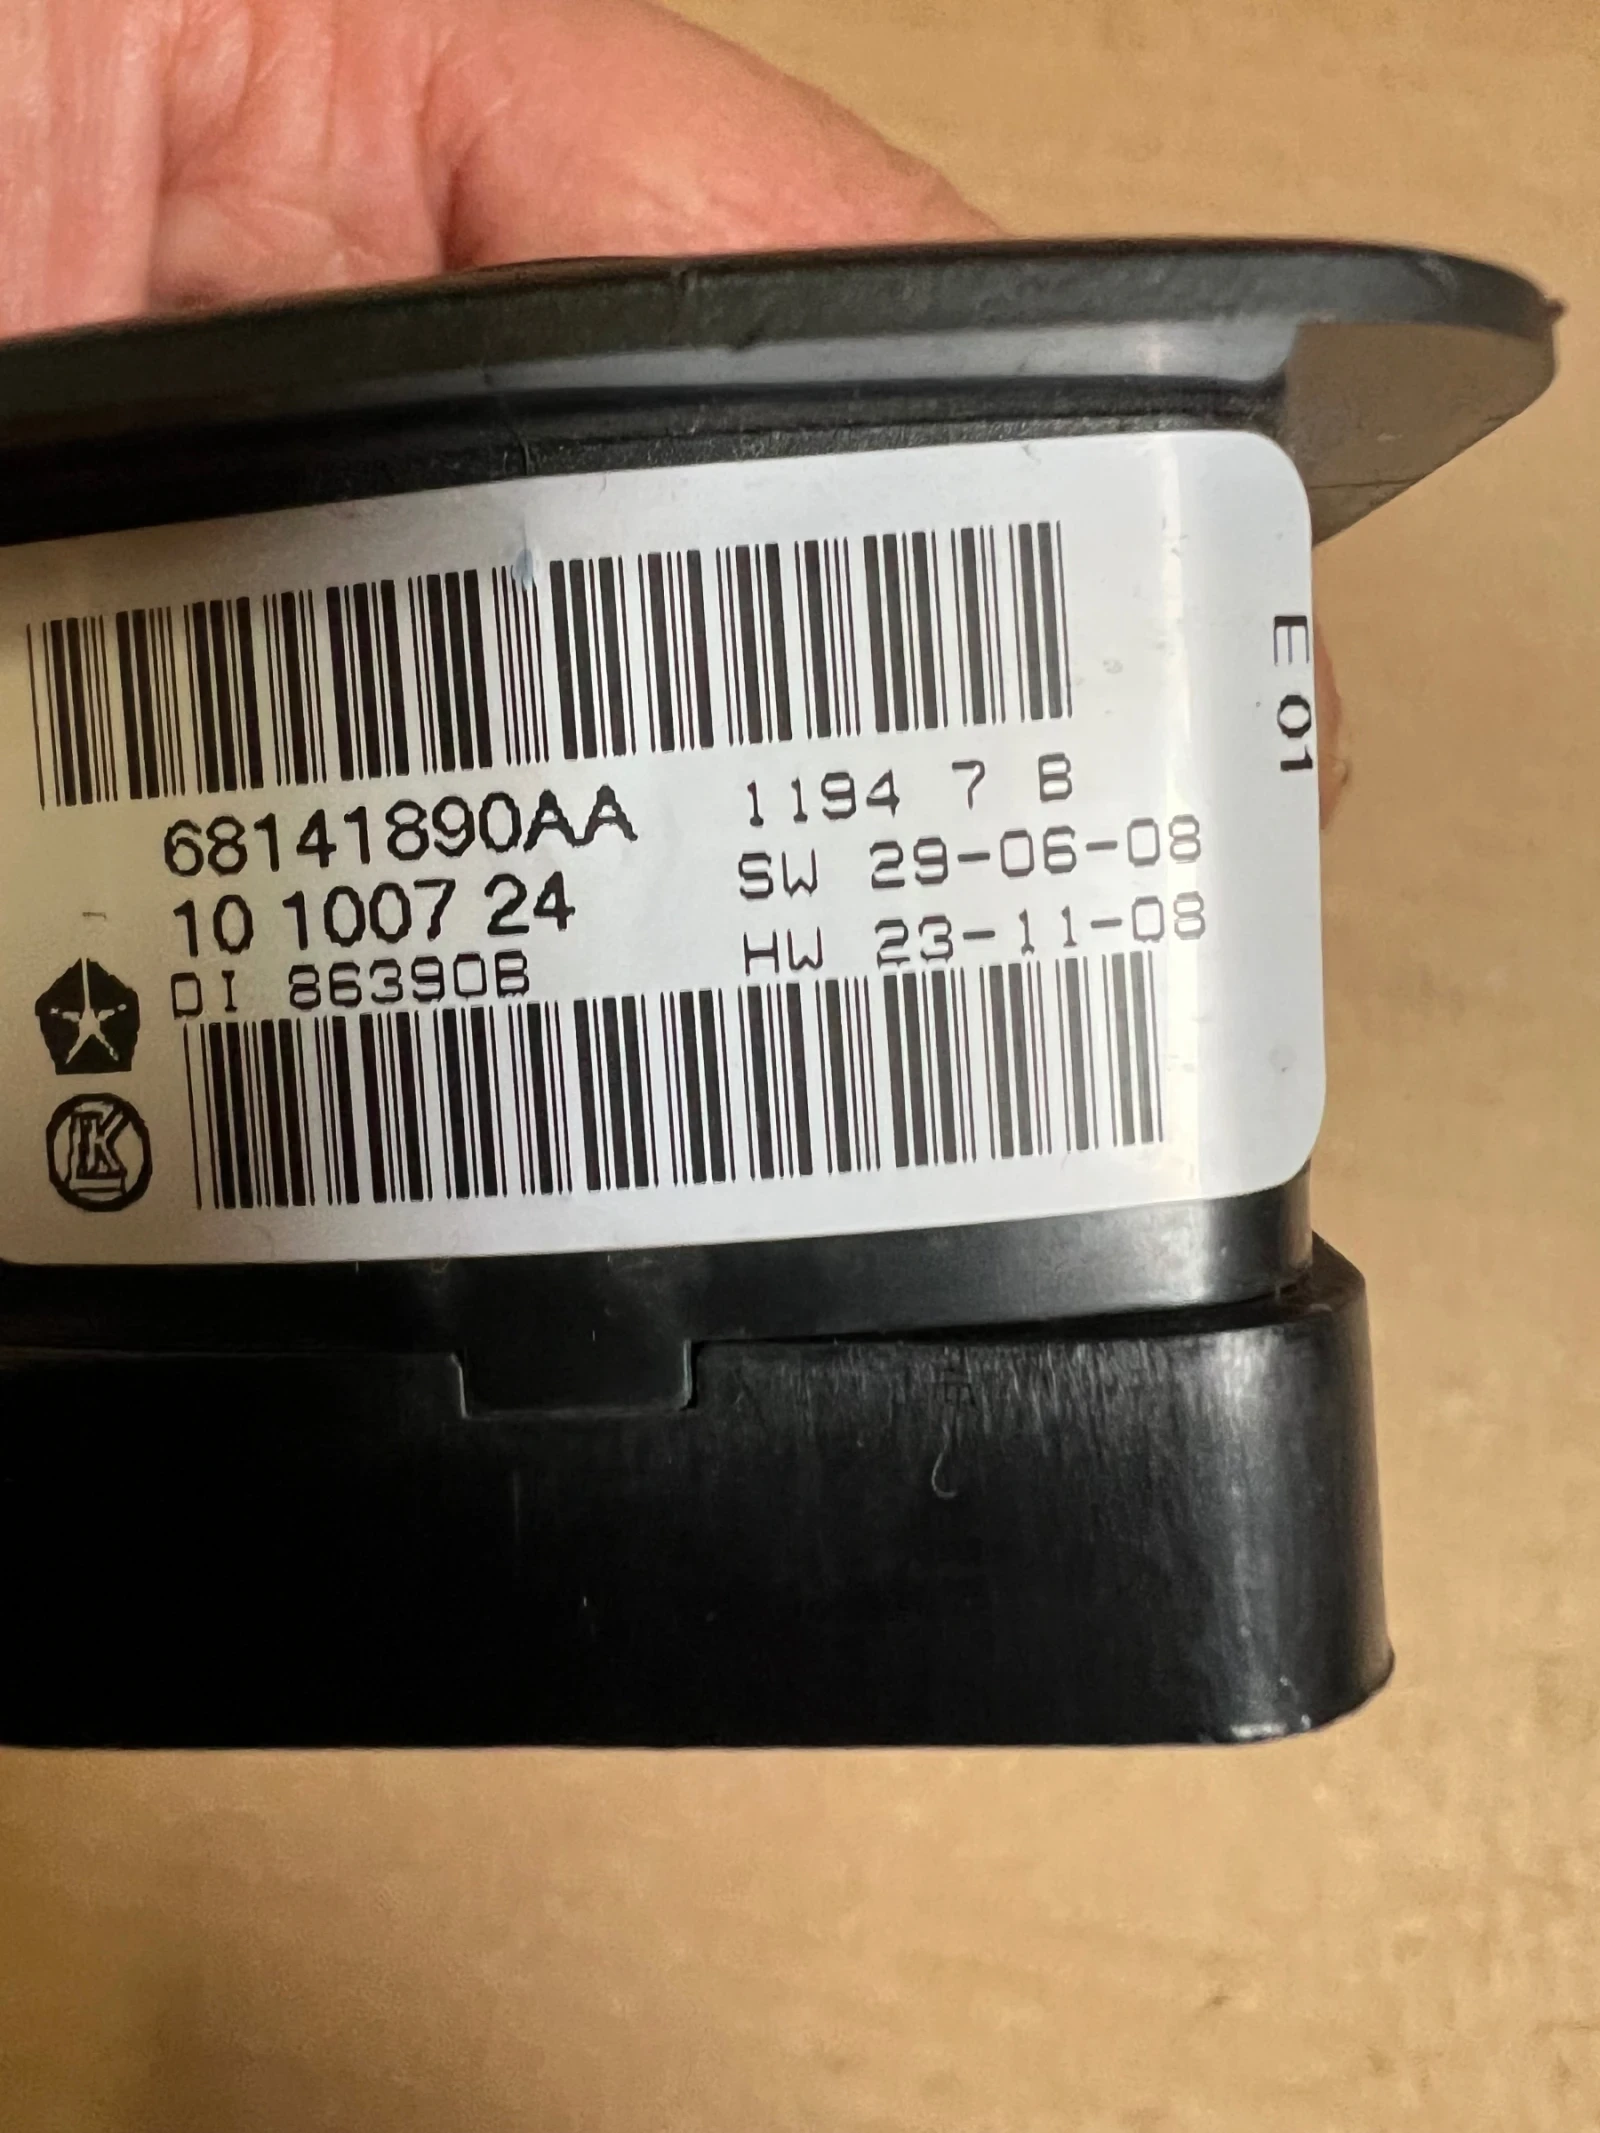 68141890AA
10 1007 24
DI 86390B
1194 7 B
SW 29-06-08
HW 23-11-08
E 01
K